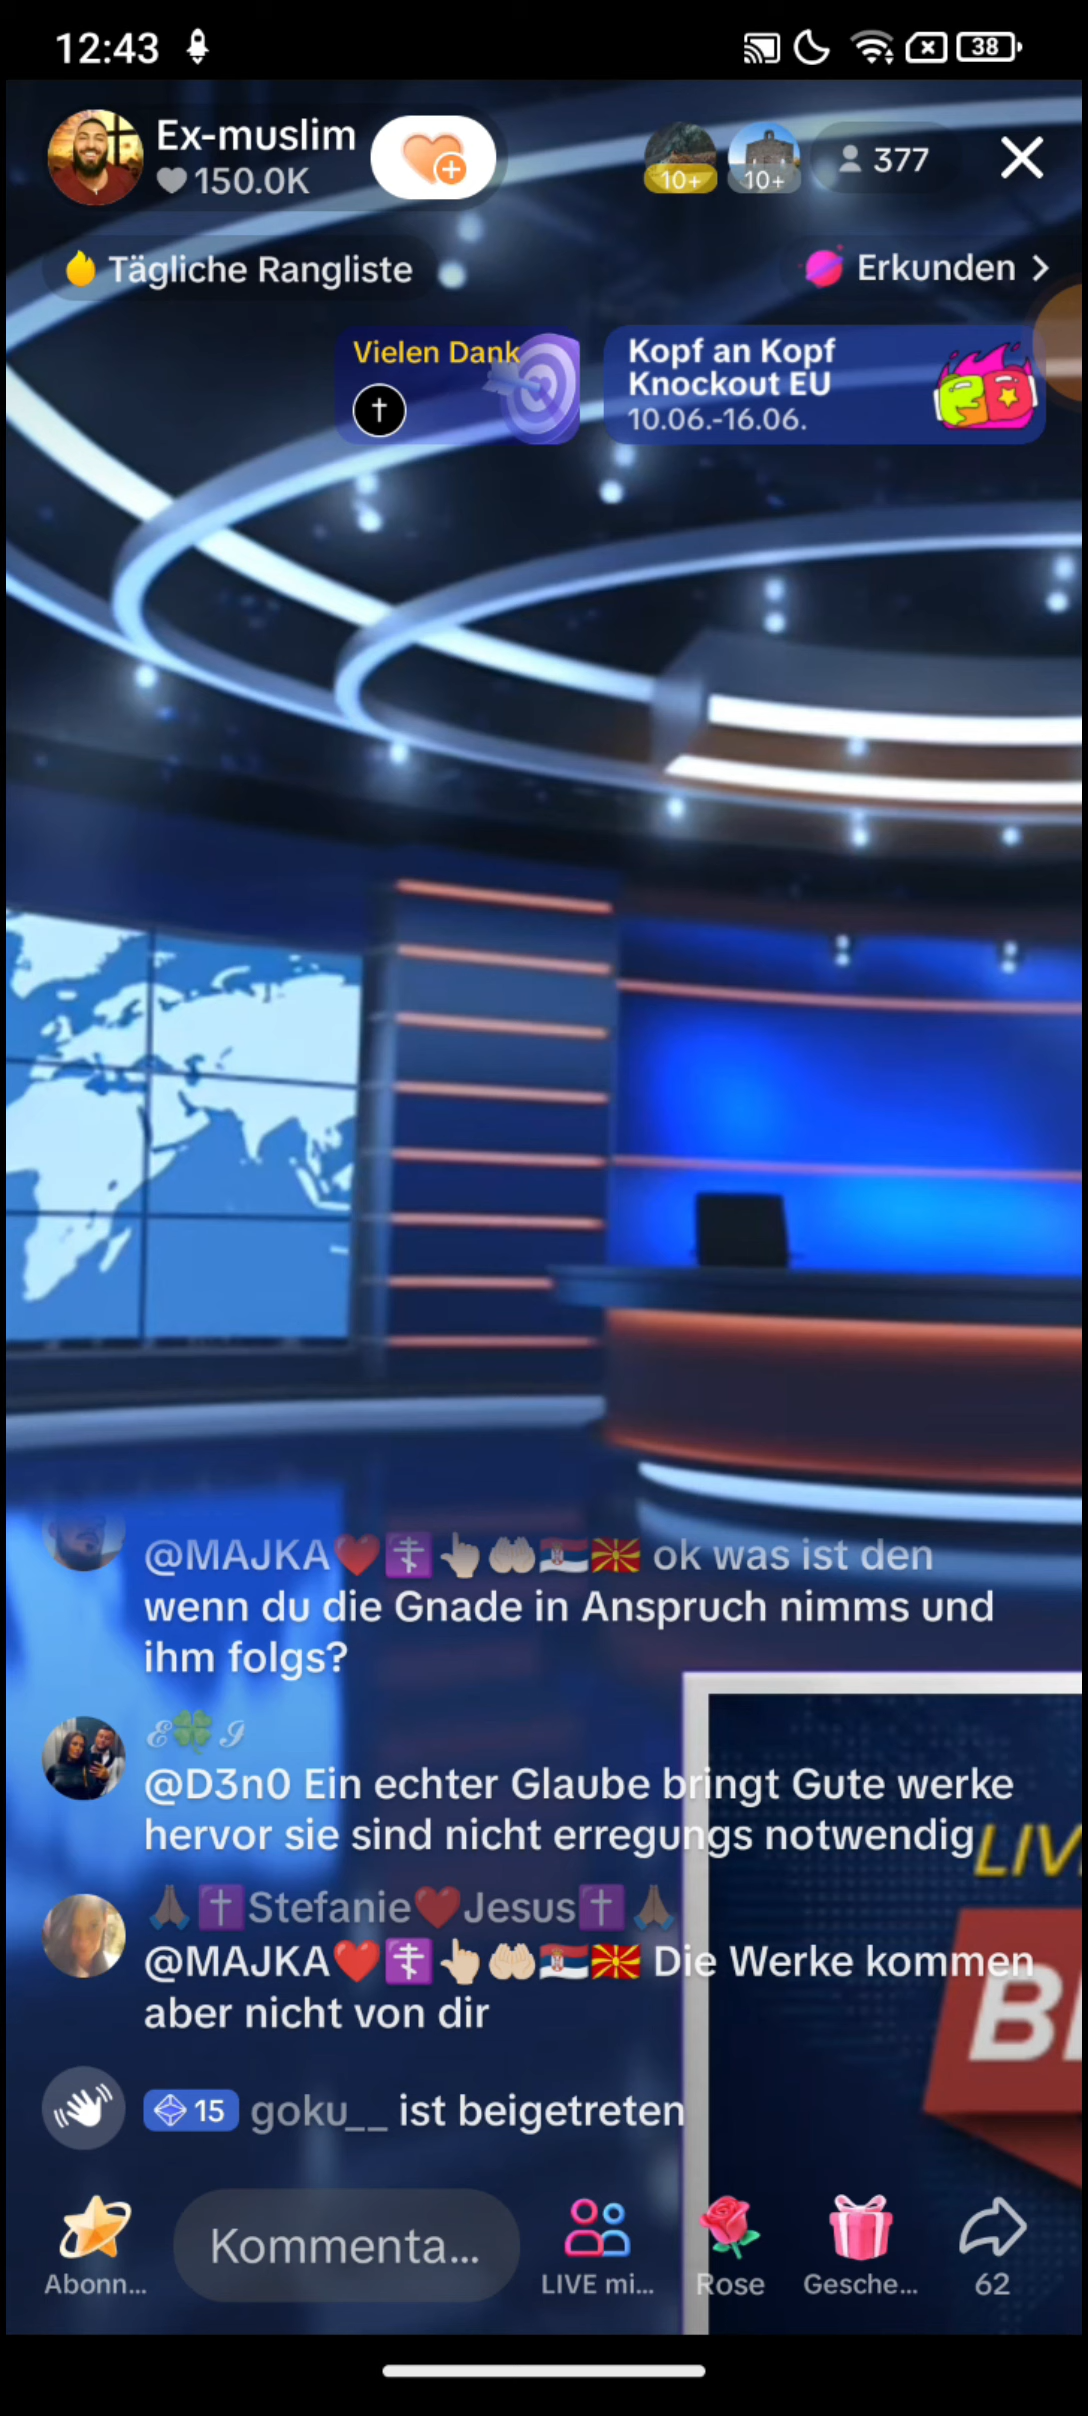 12:43
38
Ex-muslim
150.0K
10+
10+
377
Tägliche Rangliste
Erkunden >
Vielen Dank
Kopf an Kopf
Knockout EU
10.06.-16.06.
@MAJKA❤️☦️👆🏻🤲🏻🇷🇸🇲🇰 ok was ist den
wenn du die Gnade in Anspruch nimms und
ihm folgs?
ℰ🍀ℐ
@D3n0 Ein echter Glaube bringt Gute werke
hervor sie sind nicht erregungs notwendig
🙏🏽✝️Stefanie❤️Jesus✝️🙏🏽
@MAJKA❤️☦️👆🏻🤲🏻🇷🇸🇲🇰 Die Werke kommen
aber nicht von dir
15 goku__ ist beigetreten
LIV
Abonn...
Kommenta...
LIVE mi...
Rose
Gesche...
62